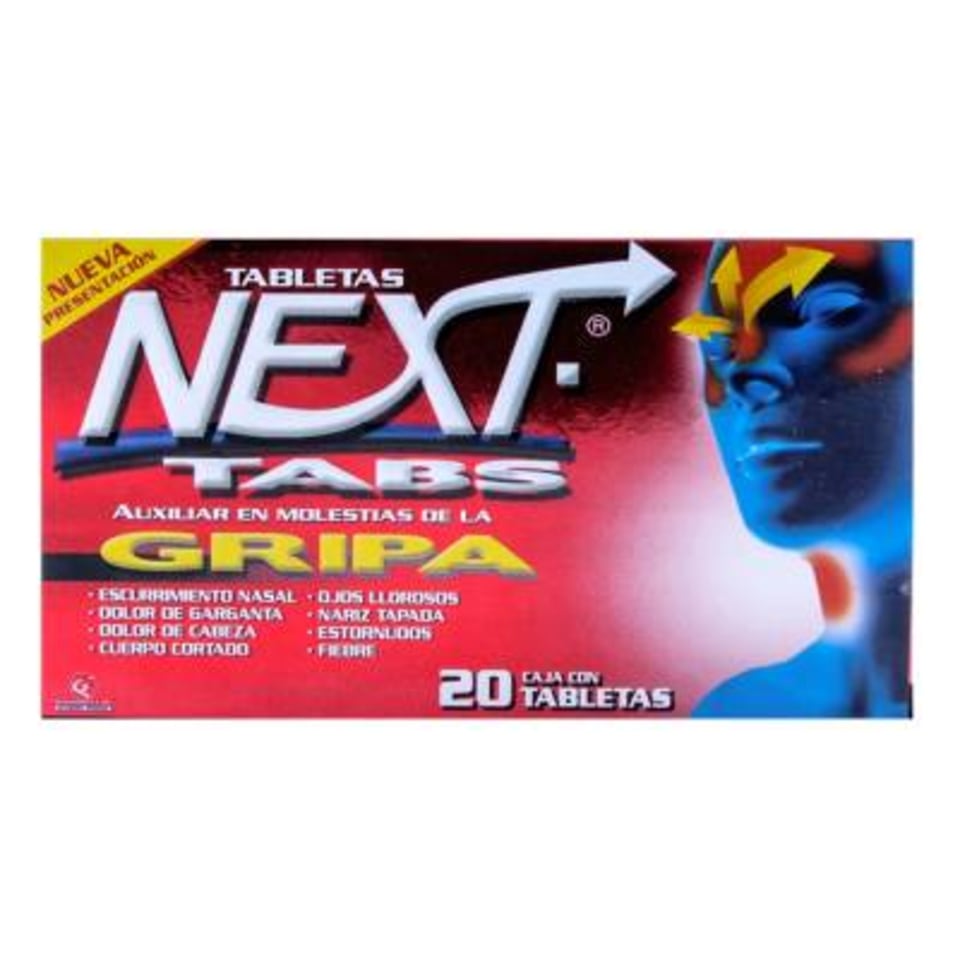 NUEVA
PRESENTACIÓN
TABLETAS
NEXT.®
TABS
AUXILIAR EN MOLESTIAS DE LA
GRIPA
· ESCURRIMIENTO NASAL
· DOLOR DE GARGANTA
· DOLOR DE CABEZA
· CUERPO CORTADO
· OJOS LLOROSOS
· NARIZ TAPADA
· ESTORNUDOS
· FIEBRE
20 CAJA CON
TABLETAS